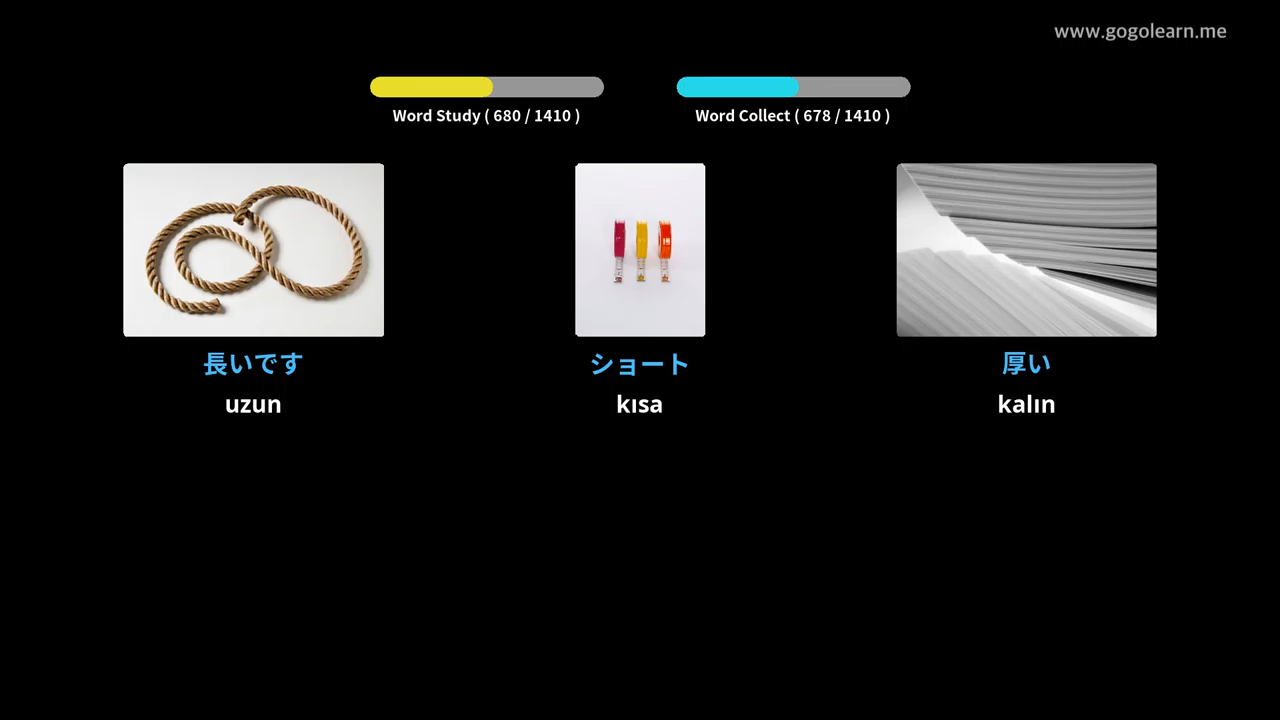 www.gogolearn.me
Word Study ( 680 / 1410 )
Word Collect ( 678 / 1410 )
長いです
uzun
ショート
kısa
厚い
kalın